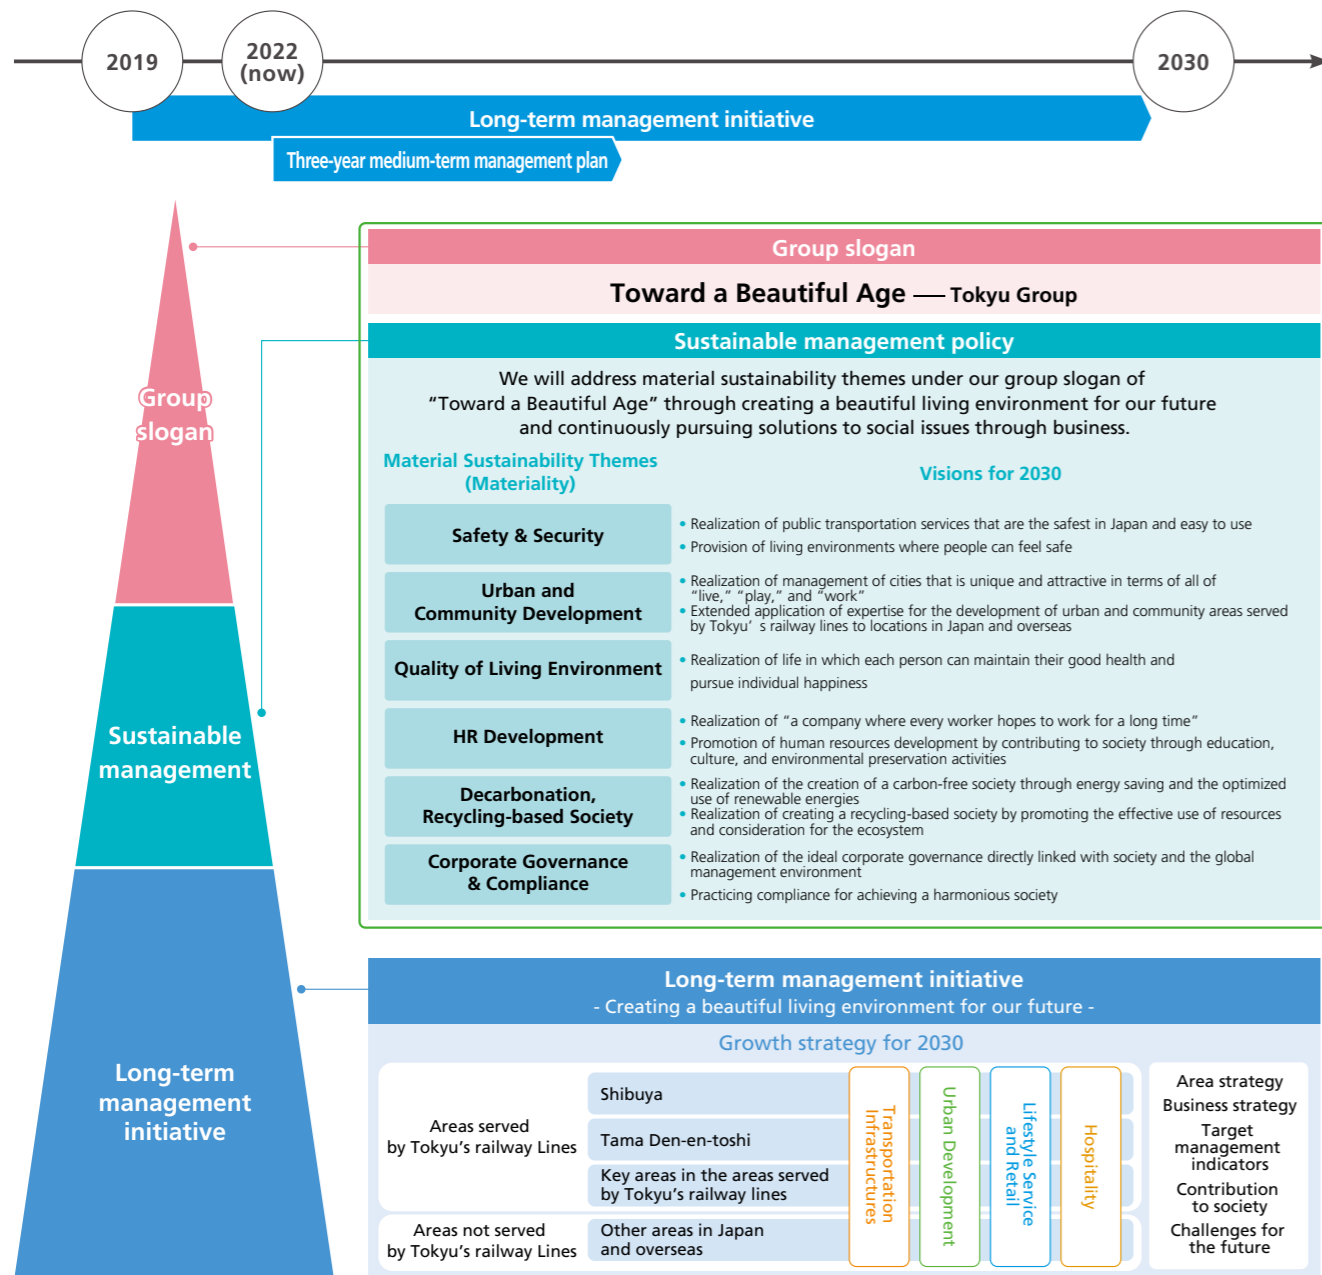 2019
2022
(now)
2030
Long-term management initiative
Three-year medium-term management plan
Group
slogan
Sustainable
management
Long-term
management
initiative
Group slogan
Toward a Beautiful Age — Tokyu Group
Sustainable management policy
We will address material sustainability themes under our group slogan of
“Toward a Beautiful Age” through creating a beautiful living environment for our future
and continuously pursuing solutions to social issues through business.
Material Sustainability Themes
(Materiality)
Visions for 2030
Safety & Security
• Realization of public transportation services that are the safest in Japan and easy to use
• Provision of living environments where people can feel safe
Urban and
Community Development
• Realization of management of cities that is unique and attractive in terms of all of
“live,” “play,” and “work”
• Extended application of expertise for the development of urban and community areas served
by Tokyu’ s railway lines to locations in Japan and overseas
Quality of Living Environment
• Realization of life in which each person can maintain their good health and
pursue individual happiness
HR Development
• Realization of “a company where every worker hopes to work for a long time”
• Promotion of human resources development by contributing to society through education,
culture, and environmental preservation activities
Decarbonation,
Recycling-based Society
• Realization of the creation of a carbon-free society through energy saving and the optimized
use of renewable energies
• Realization of creating a recycling-based society by promoting the effective use of resources
and consideration for the ecosystem
Corporate Governance
& Compliance
• Realization of the ideal corporate governance directly linked with society and the global
management environment
• Practicing compliance for achieving a harmonious society
Long-term management initiative
- Creating a beautiful living environment for our future -
Growth strategy for 2030
Areas served
by Tokyu’s railway Lines
Shibuya
Tama Den-en-toshi
Key areas in the areas served
by Tokyu’s railway lines
Areas not served
by Tokyu’s railway Lines
Other areas in Japan
and overseas
Transportation
Infrastructures
Urban Development
Lifestyle Service
and Retail
Hospitality
Area strategy
Business strategy
Target
management
indicators
Contribution
to society
Challenges for
the future